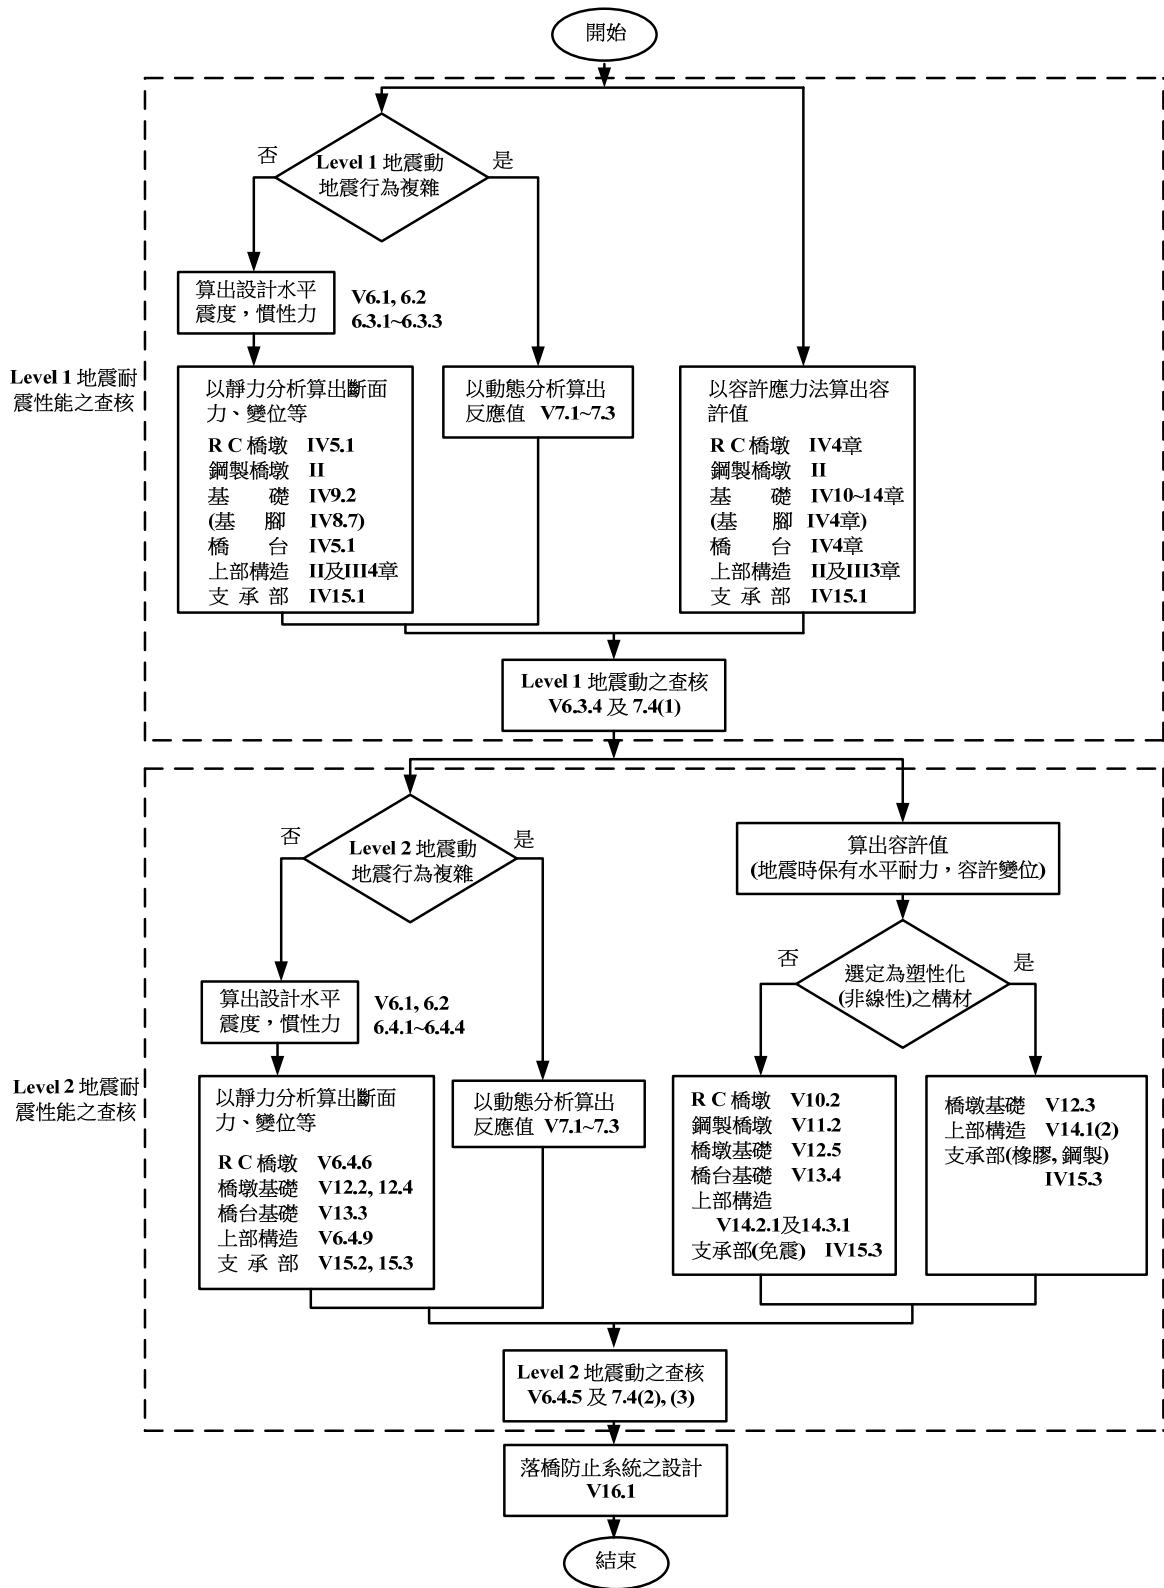 開始
Level 1 地震動
地震行為複雜
否
是
算出設計水平
震度，慣性力
V6.1, 6.2
6.3.1~6.3.3
Level 1 地震耐
震性能之查核
以靜力分析算出斷面
力、變位等
R C 橋墩 IV5.1
鋼製橋墩 II
基 礎 IV9.2
(基 腳 IV8.7)
橋 台 IV5.1
上部構造 II及III4章
支 承 部 IV15.1
以動態分析算出
反應值 V7.1~7.3
以容許應力法算出容
許值
R C 橋墩 IV4章
鋼製橋墩 II
基 礎 IV10~14章
(基 腳 IV4章)
橋 台 IV4章
上部構造 II及III3章
支 承 部 IV15.1
Level 1 地震動之查核
V6.3.4 及 7.4(1)
Level 2 地震動
地震行為複雜
否
是
算出容許值
(地震時保有水平耐力，容許變位)
選定為塑性化
(非線性)之構材
否
是
算出設計水平
震度，慣性力
V6.1, 6.2
6.4.1~6.4.4
Level 2 地震耐
震性能之查核
以靜力分析算出斷面
力、變位等
R C 橋墩 V6.4.6
橋墩基礎 V12.2, 12.4
橋台基礎 V13.3
上部構造 V6.4.9
支 承 部 V15.2, 15.3
以動態分析算出
反應值 V7.1~7.3
R C 橋墩 V10.2
鋼製橋墩 V11.2
橋墩基礎 V12.5
橋台基礎 V13.4
上部構造
V14.2.1及14.3.1
支承部(免震) IV15.3
橋墩基礎 V12.3
上部構造 V14.1(2)
支承部(橡膠, 鋼製)
IV15.3
Level 2 地震動之查核
V6.4.5 及 7.4(2), (3)
落橋防止系統之設計
V16.1
結束